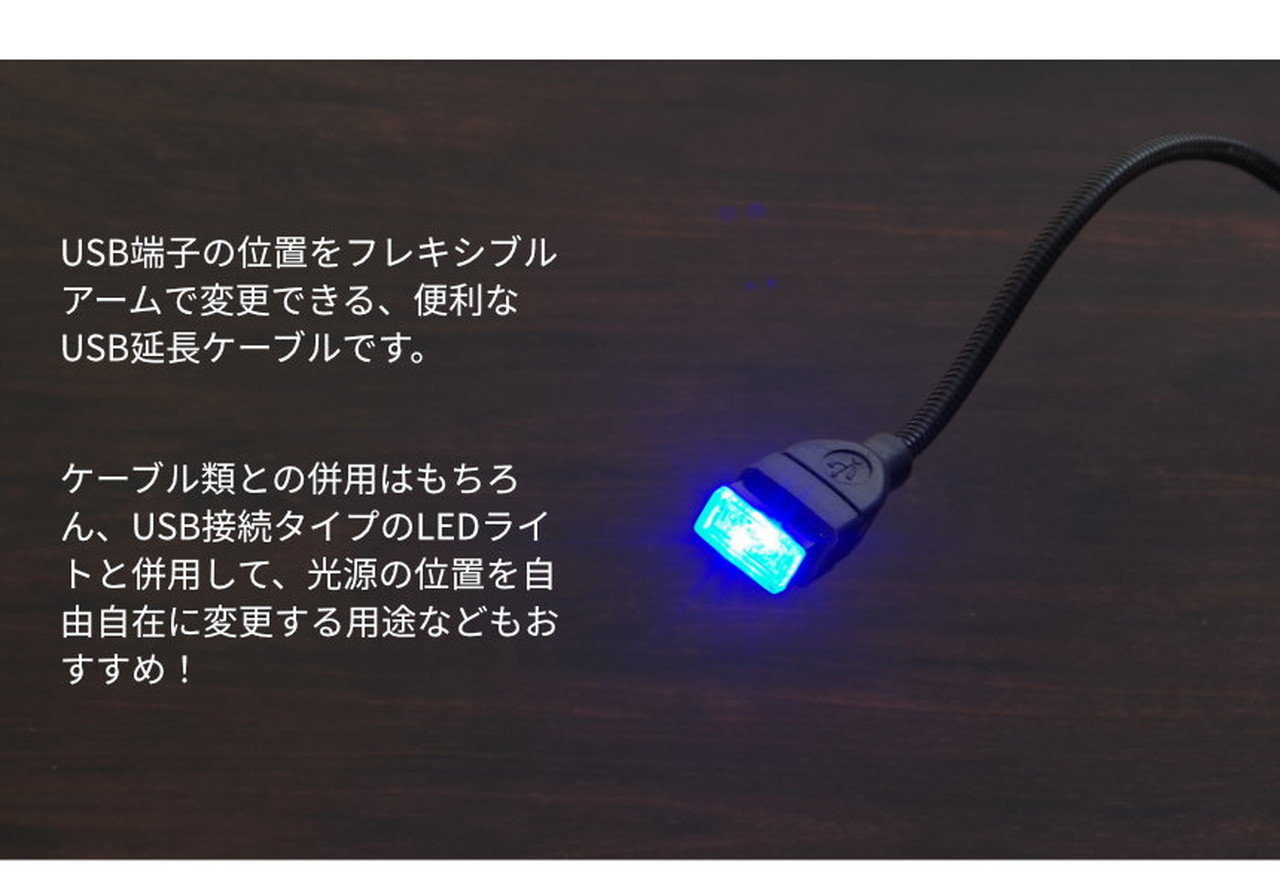 USB端子の位置をフレキシブル
アームで変更できる、便利な
USB延長ケーブルです。
ケーブル類との併用はもちろ
ん、USB接続タイプのLEDライ
トと併用して、光源の位置を自
由自在に変更する用途などもお
すすめ！